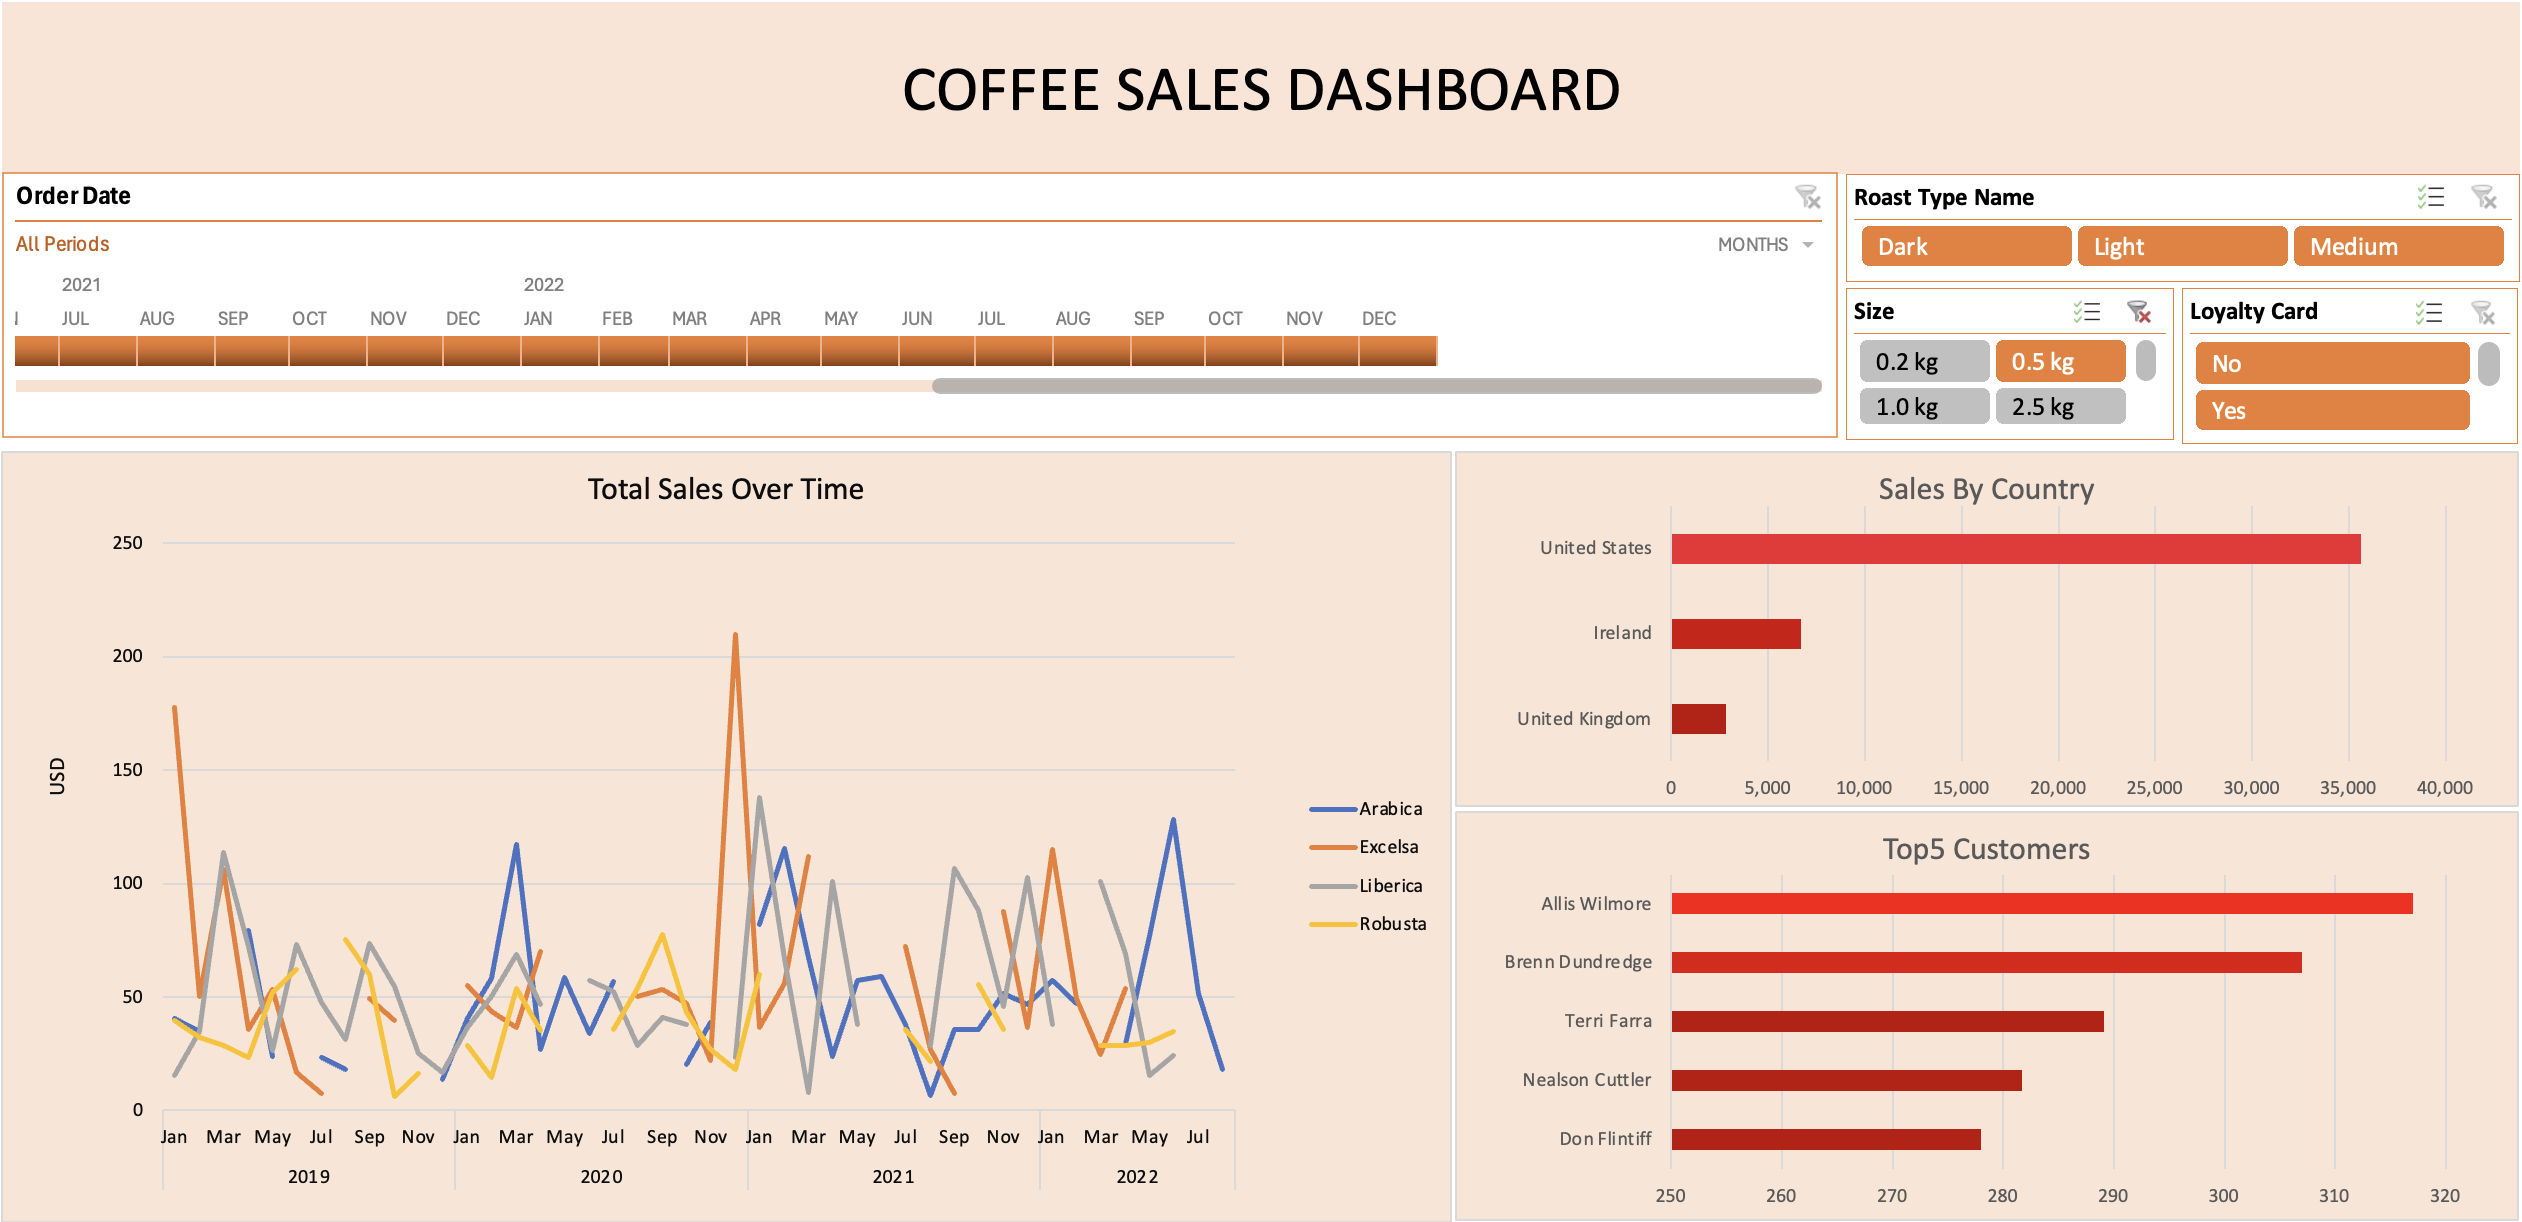 COFFEE SALES DASHBOARD
Order Date
All Periods
MONTHS
2021 2022
JUL AUG SEP OCT NOV DEC JAN FEB MAR APR MAY JUN JUL AUG SEP OCT NOV DEC
Roast Type Name
Dark Light Medium
Size
0.2 kg 0.5 kg
1.0 kg 2.5 kg
Loyalty Card
No
Yes
Total Sales Over Time
250
200
150
100
50
0
USD
Jan Mar May Jul Sep Nov Jan Mar May Jul Sep Nov Jan Mar May Jul Sep Nov Jan Mar May Jul
2019 2020 2021 2022
Arabica
Excelsa
Liberica
Robusta
Sales By Country
United States
Ireland
United Kingdom
0 5,000 10,000 15,000 20,000 25,000 30,000 35,000 40,000
Top5 Customers
Allis Wilmore
Brenn Dundredge
Terri Farra
Nealson Cuttler
Don Flintiff
250 260 270 280 290 300 310 320